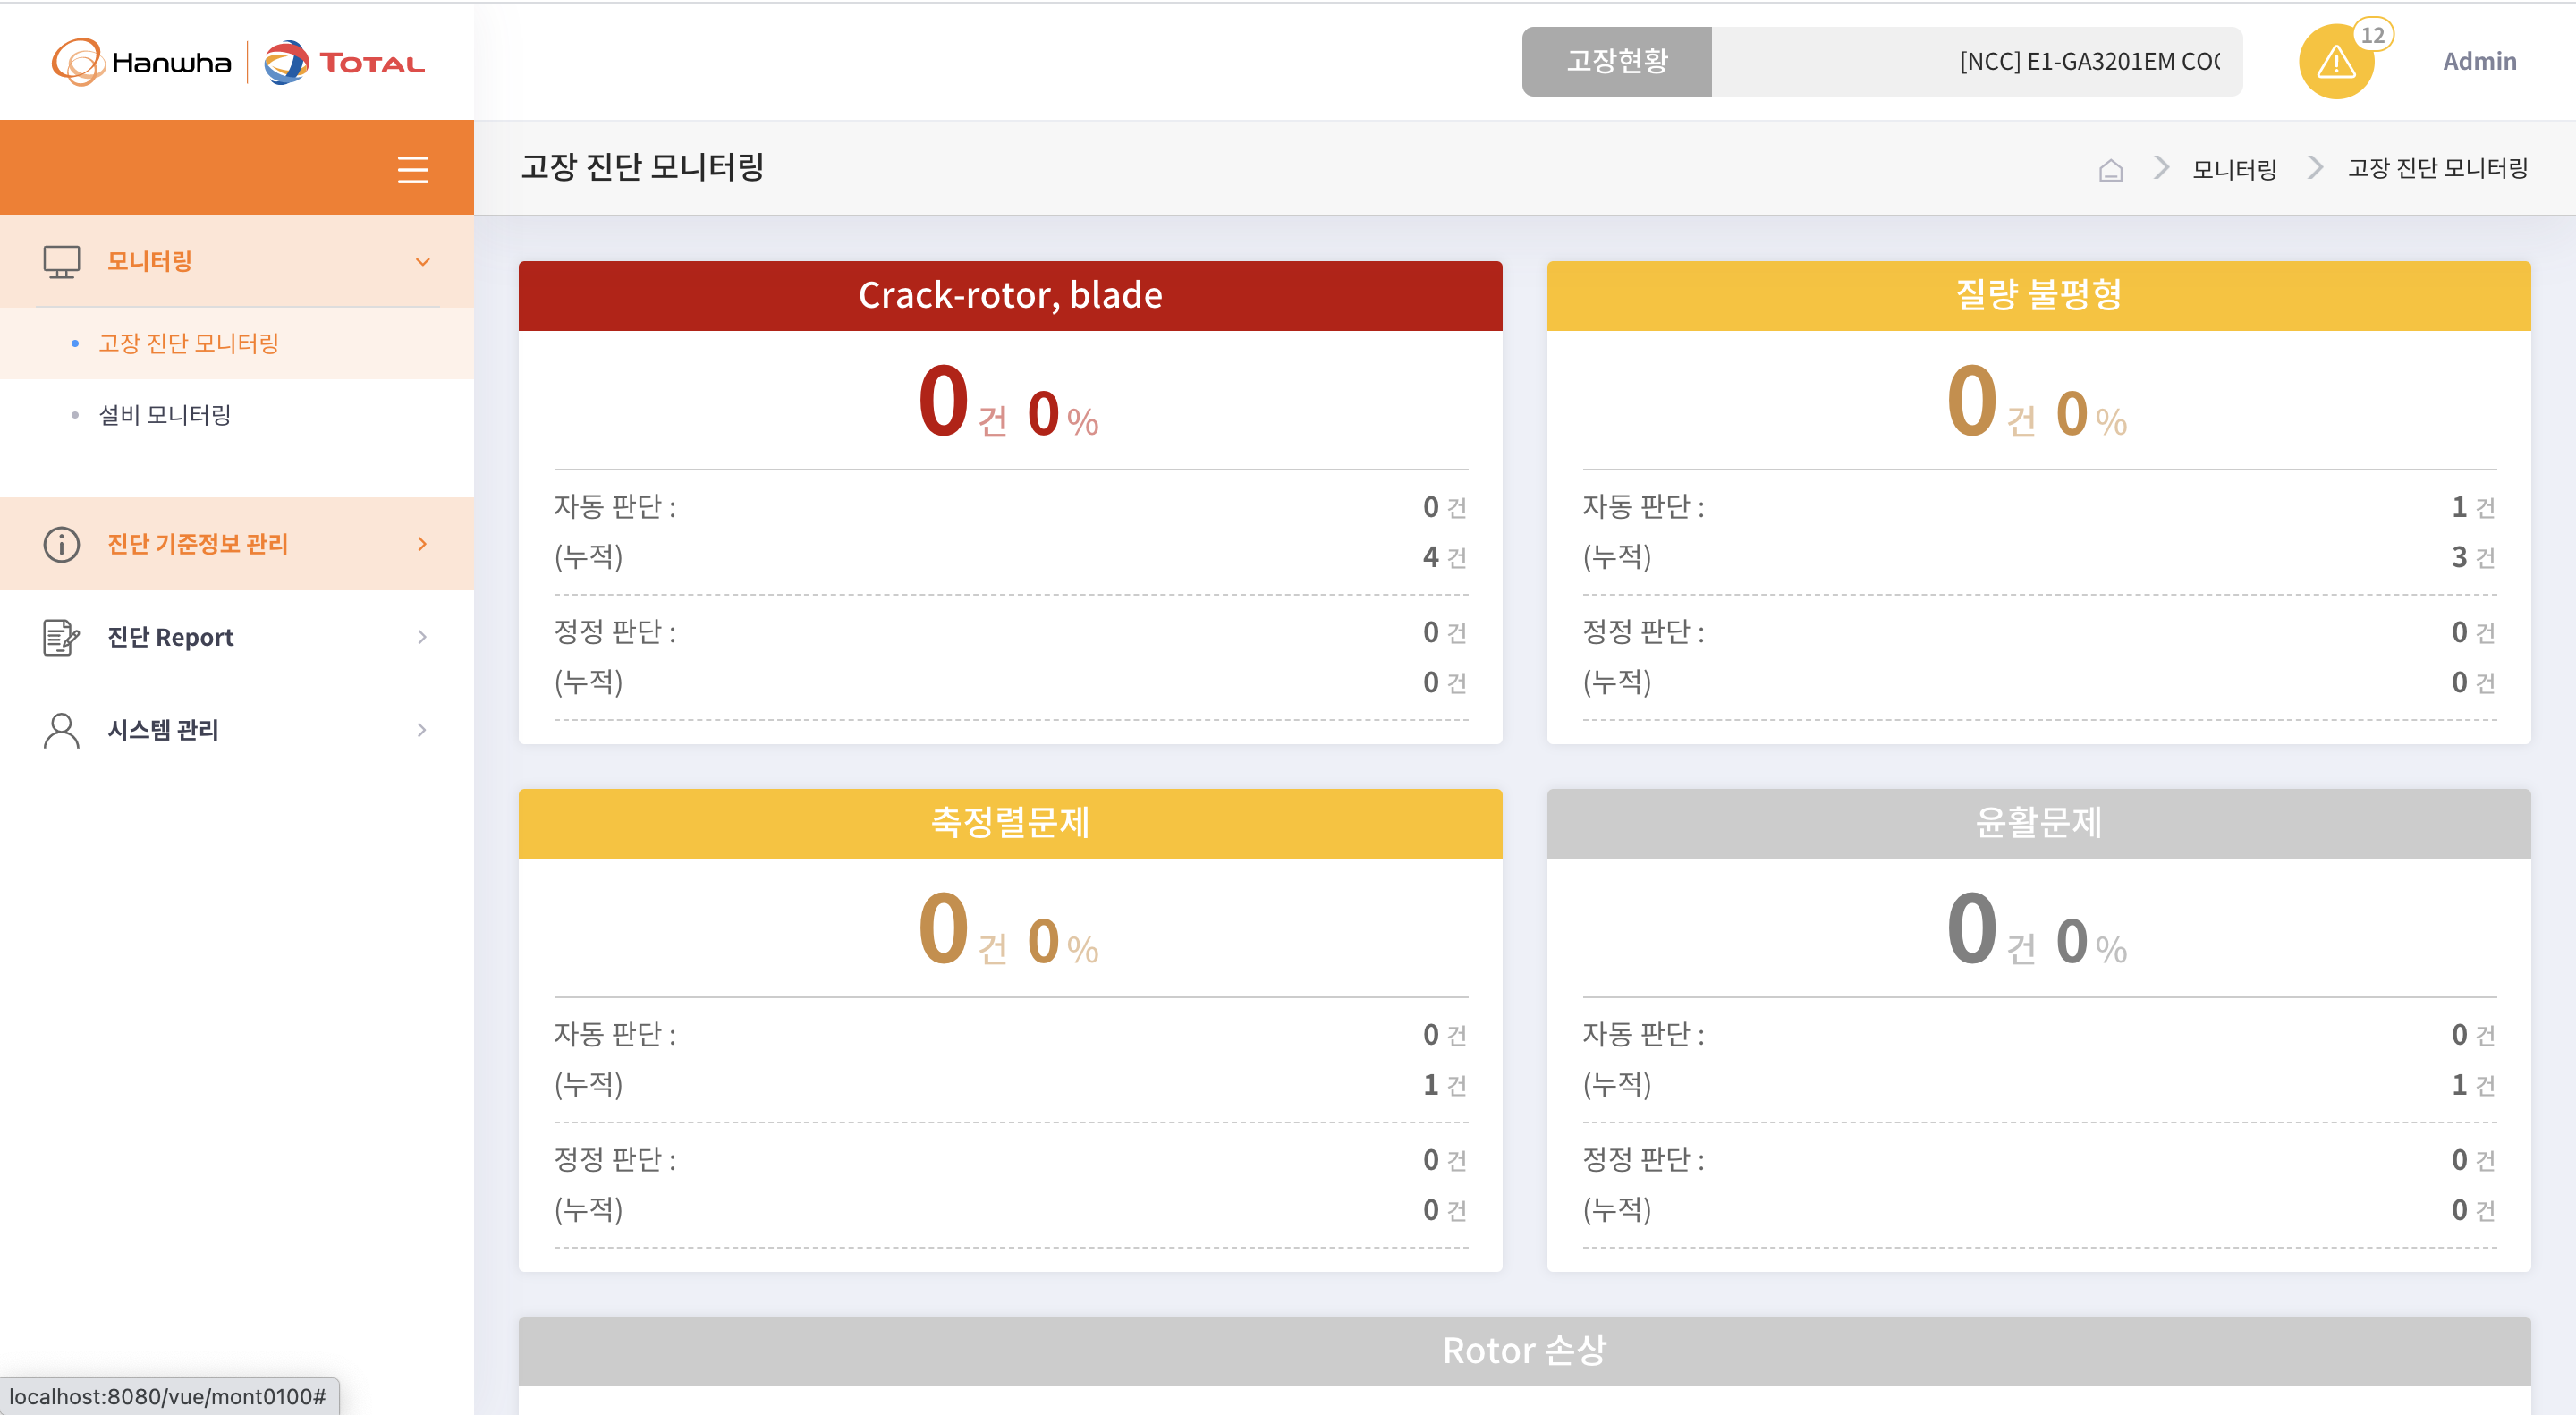 Hanwha TOTAL
고장현황 [NCC] E1-GA3201EM
12
Admin
고장 진단 모니터링
모니터링 고장 진단 모니터링
모니터링
고장 진단 모니터링
설비 모니터링
진단 기준정보 관리
진단 Report
시스템 관리
Crack-rotor, blade
0 건 0 %
자동 판단 : 0 건
(누적) 4 건
정정 판단 : 0 건
(누적) 0 건
질량 불평형
0 건 0 %
자동 판단 : 1 건
(누적) 3 건
정정 판단 : 0 건
(누적) 0 건
축정렬문제
0 건 0 %
자동 판단 : 0 건
(누적) 1 건
정정 판단 : 0 건
(누적) 0 건
윤활문제
0 건 0 %
자동 판단 : 0 건
(누적) 1 건
정정 판단 : 0 건
(누적) 0 건
Rotor 손상
localhost:8080/vue/mont0100#